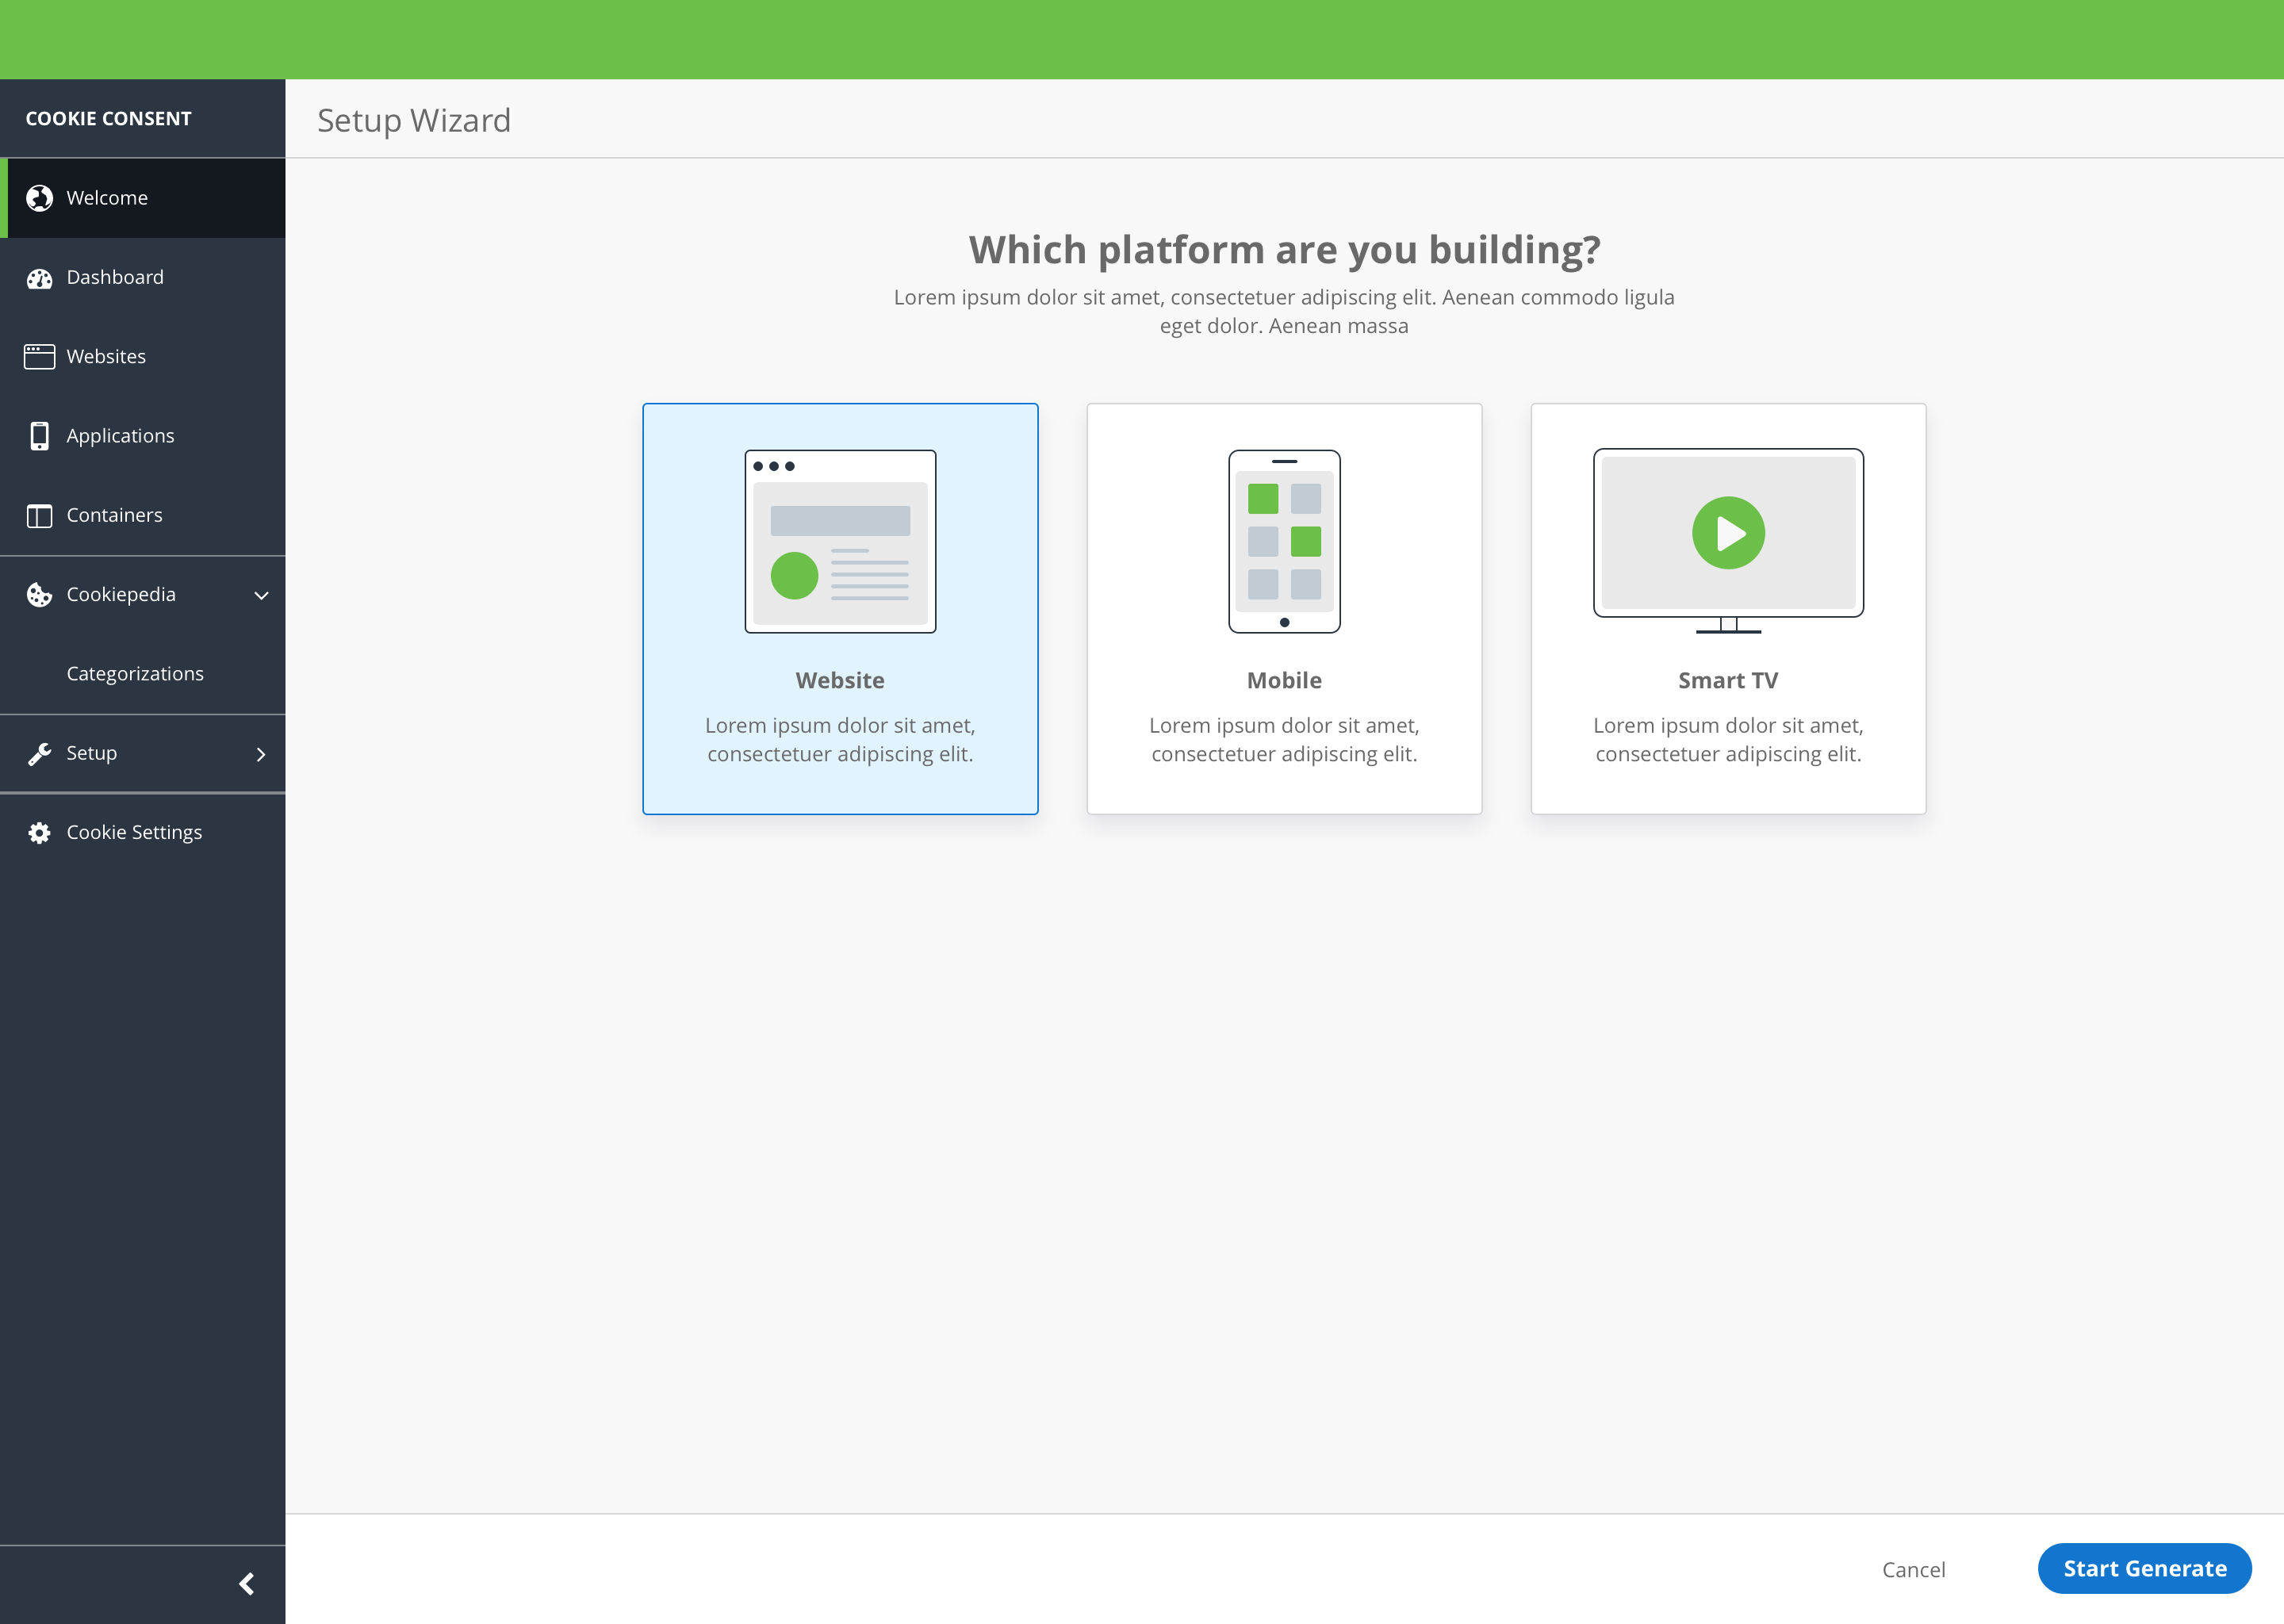 COOKIE CONSENT
Welcome
Dashboard
Websites
Applications
Containers
Cookiepedia
Categorizations
Setup
Cookie Settings
Setup Wizard
Which platform are you building?
Lorem ipsum dolor sit amet, consectetuer adipiscing elit. Aenean commodo ligula
eget dolor. Aenean massa
Website
Lorem ipsum dolor sit amet,
consectetuer adipiscing elit.
Mobile
Lorem ipsum dolor sit amet,
consectetuer adipiscing elit.
Smart TV
Lorem ipsum dolor sit amet,
consectetuer adipiscing elit.
Cancel
Start Generate